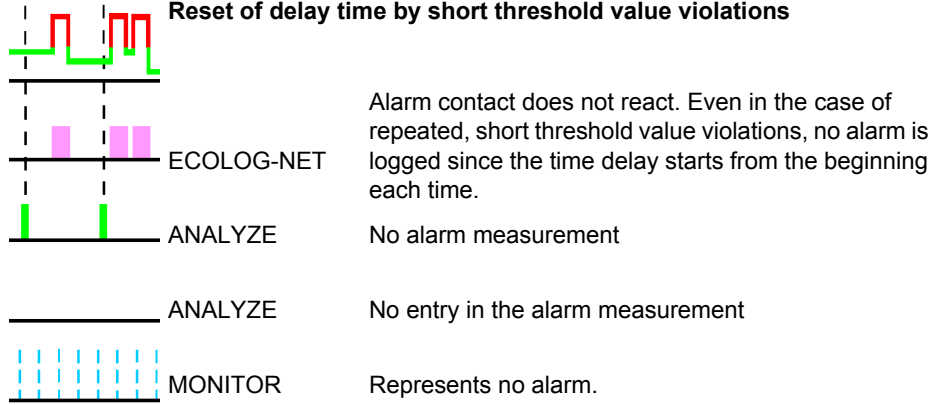 Reset of delay time by short threshold value violations
Alarm contact does not react. Even in the case of
repeated, short threshold value violations, no alarm is
ECOLOG-NET logged since the time delay starts from the beginning
each time.
ANALYZE No alarm measurement
ANALYZE No entry in the alarm measurement
MONITOR Represents no alarm.